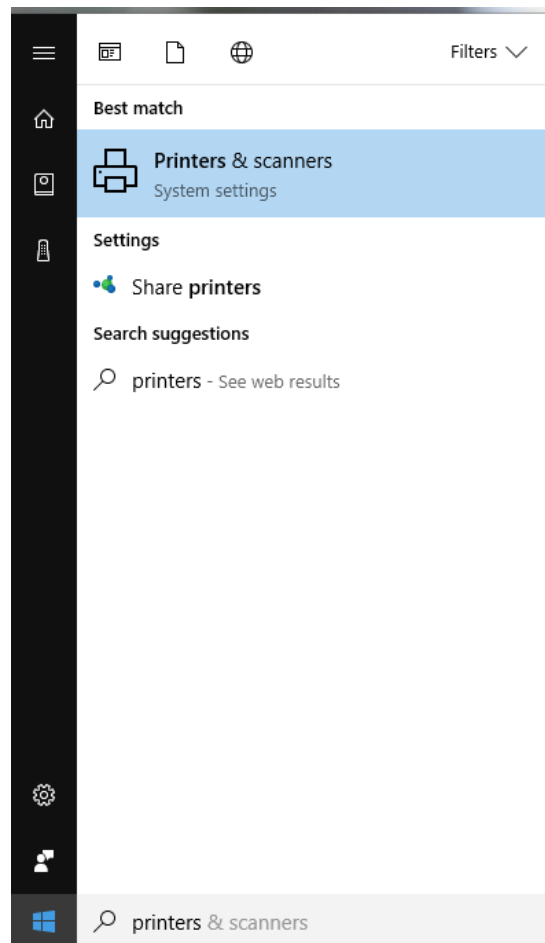 Filters
Best match
Printers & scanners
System settings
Settings
Share printers
Search suggestions
printers - See web results
printers & scanners